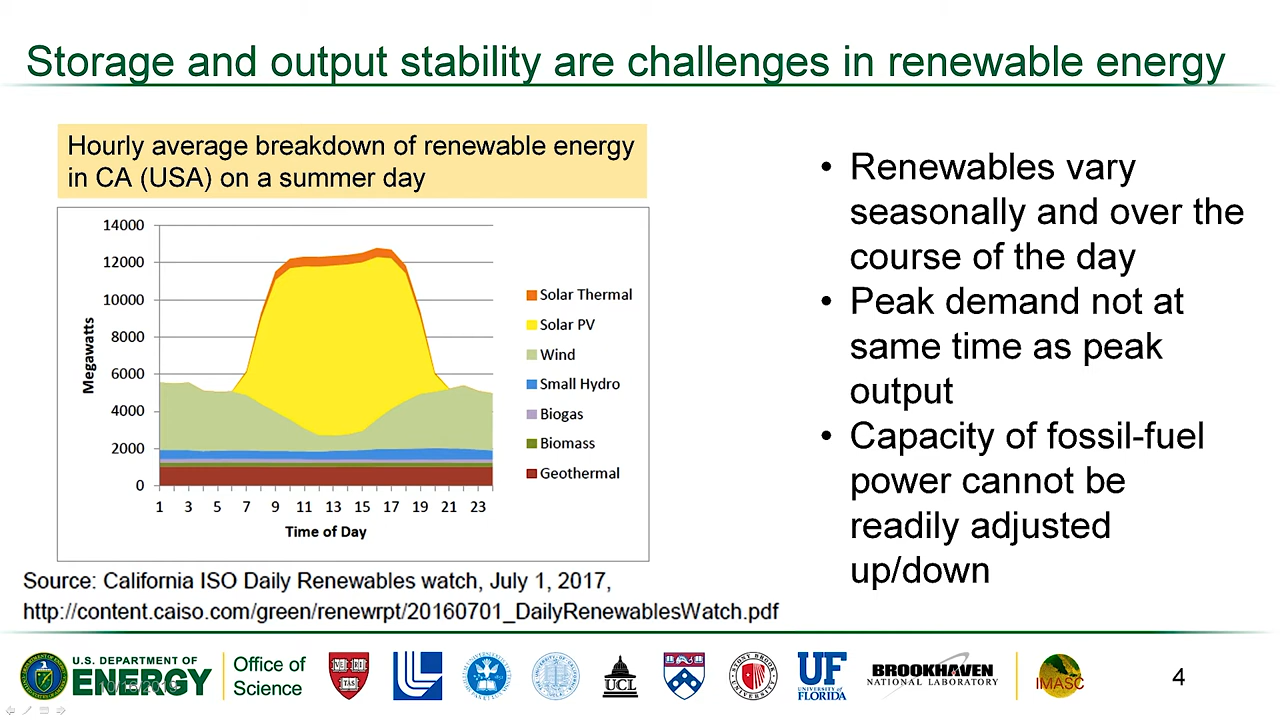 Storage and output stability are challenges in renewable energy
Hourly average breakdown of renewable energy
in CA (USA) on a summer day
14000
12000
10000
8000
6000
4000
2000
0
Megawatts
1 3 5 7 9 11 13 15 17 19 21 23
Time of Day
Solar Thermal
Solar PV
Wind
Small Hydro
Biogas
Biomass
Geothermal
Source: California ISO Daily Renewables watch, July 1, 2017,
http://content.caiso.com/green/renewrpt/20160701_DailyRenewablesWatch.pdf
• Renewables vary
seasonally and over the
course of the day
• Peak demand not at
same time as peak
output
• Capacity of fossil-fuel
power cannot be
readily adjusted
up/down
U.S. DEPARTMENT OF
ENERGY
Office of
Science
VE RI
TAS
UCL
STONY BROOK
UNIVERSITY
UF
UNIVERSITY of
FLORIDA
BROOKHAVEN
NATIONAL LABORATORY
IMASC
4